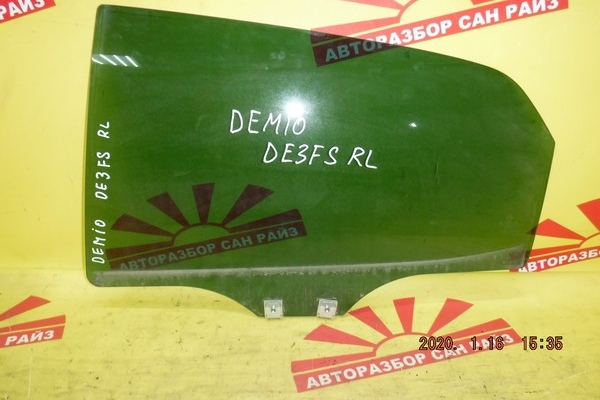 АВТОРАЗБОР САН РАЙЗ
DEMIO
DE3FS RL
DEMIO DE3FS RL
АВТОРАЗБОР САН РАЙЗ
АВТОРАЗБОР САН РАЙЗ
РАЙЗ
2020. 1.16 15:35
АВТОРАЗБОР САН РАЙЗ